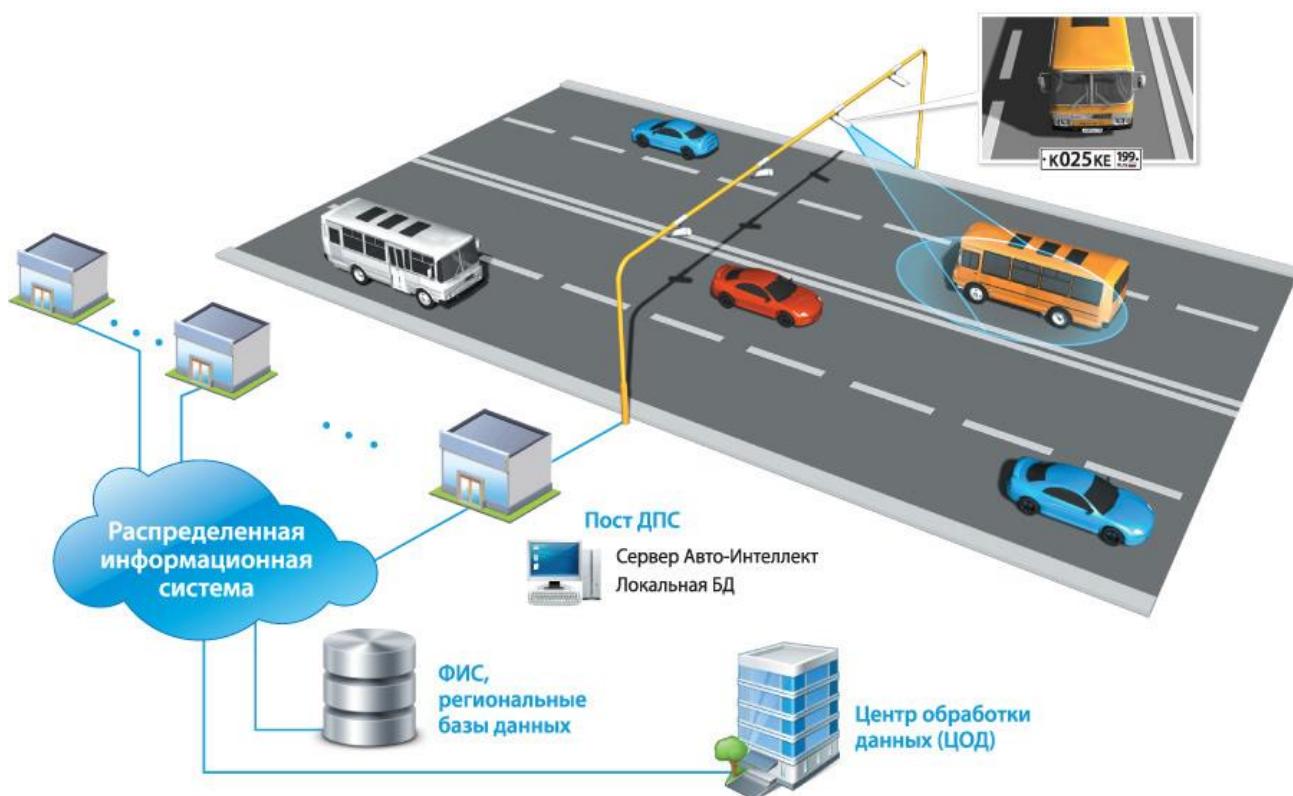 К025КЕ 199
RUS
Пост ДПС
Сервер Авто-Интеллект
Локальная БД
Распределенная
информационная
система
ФИС,
региональные
базы данных
Центр обработки
данных (ЦОД)